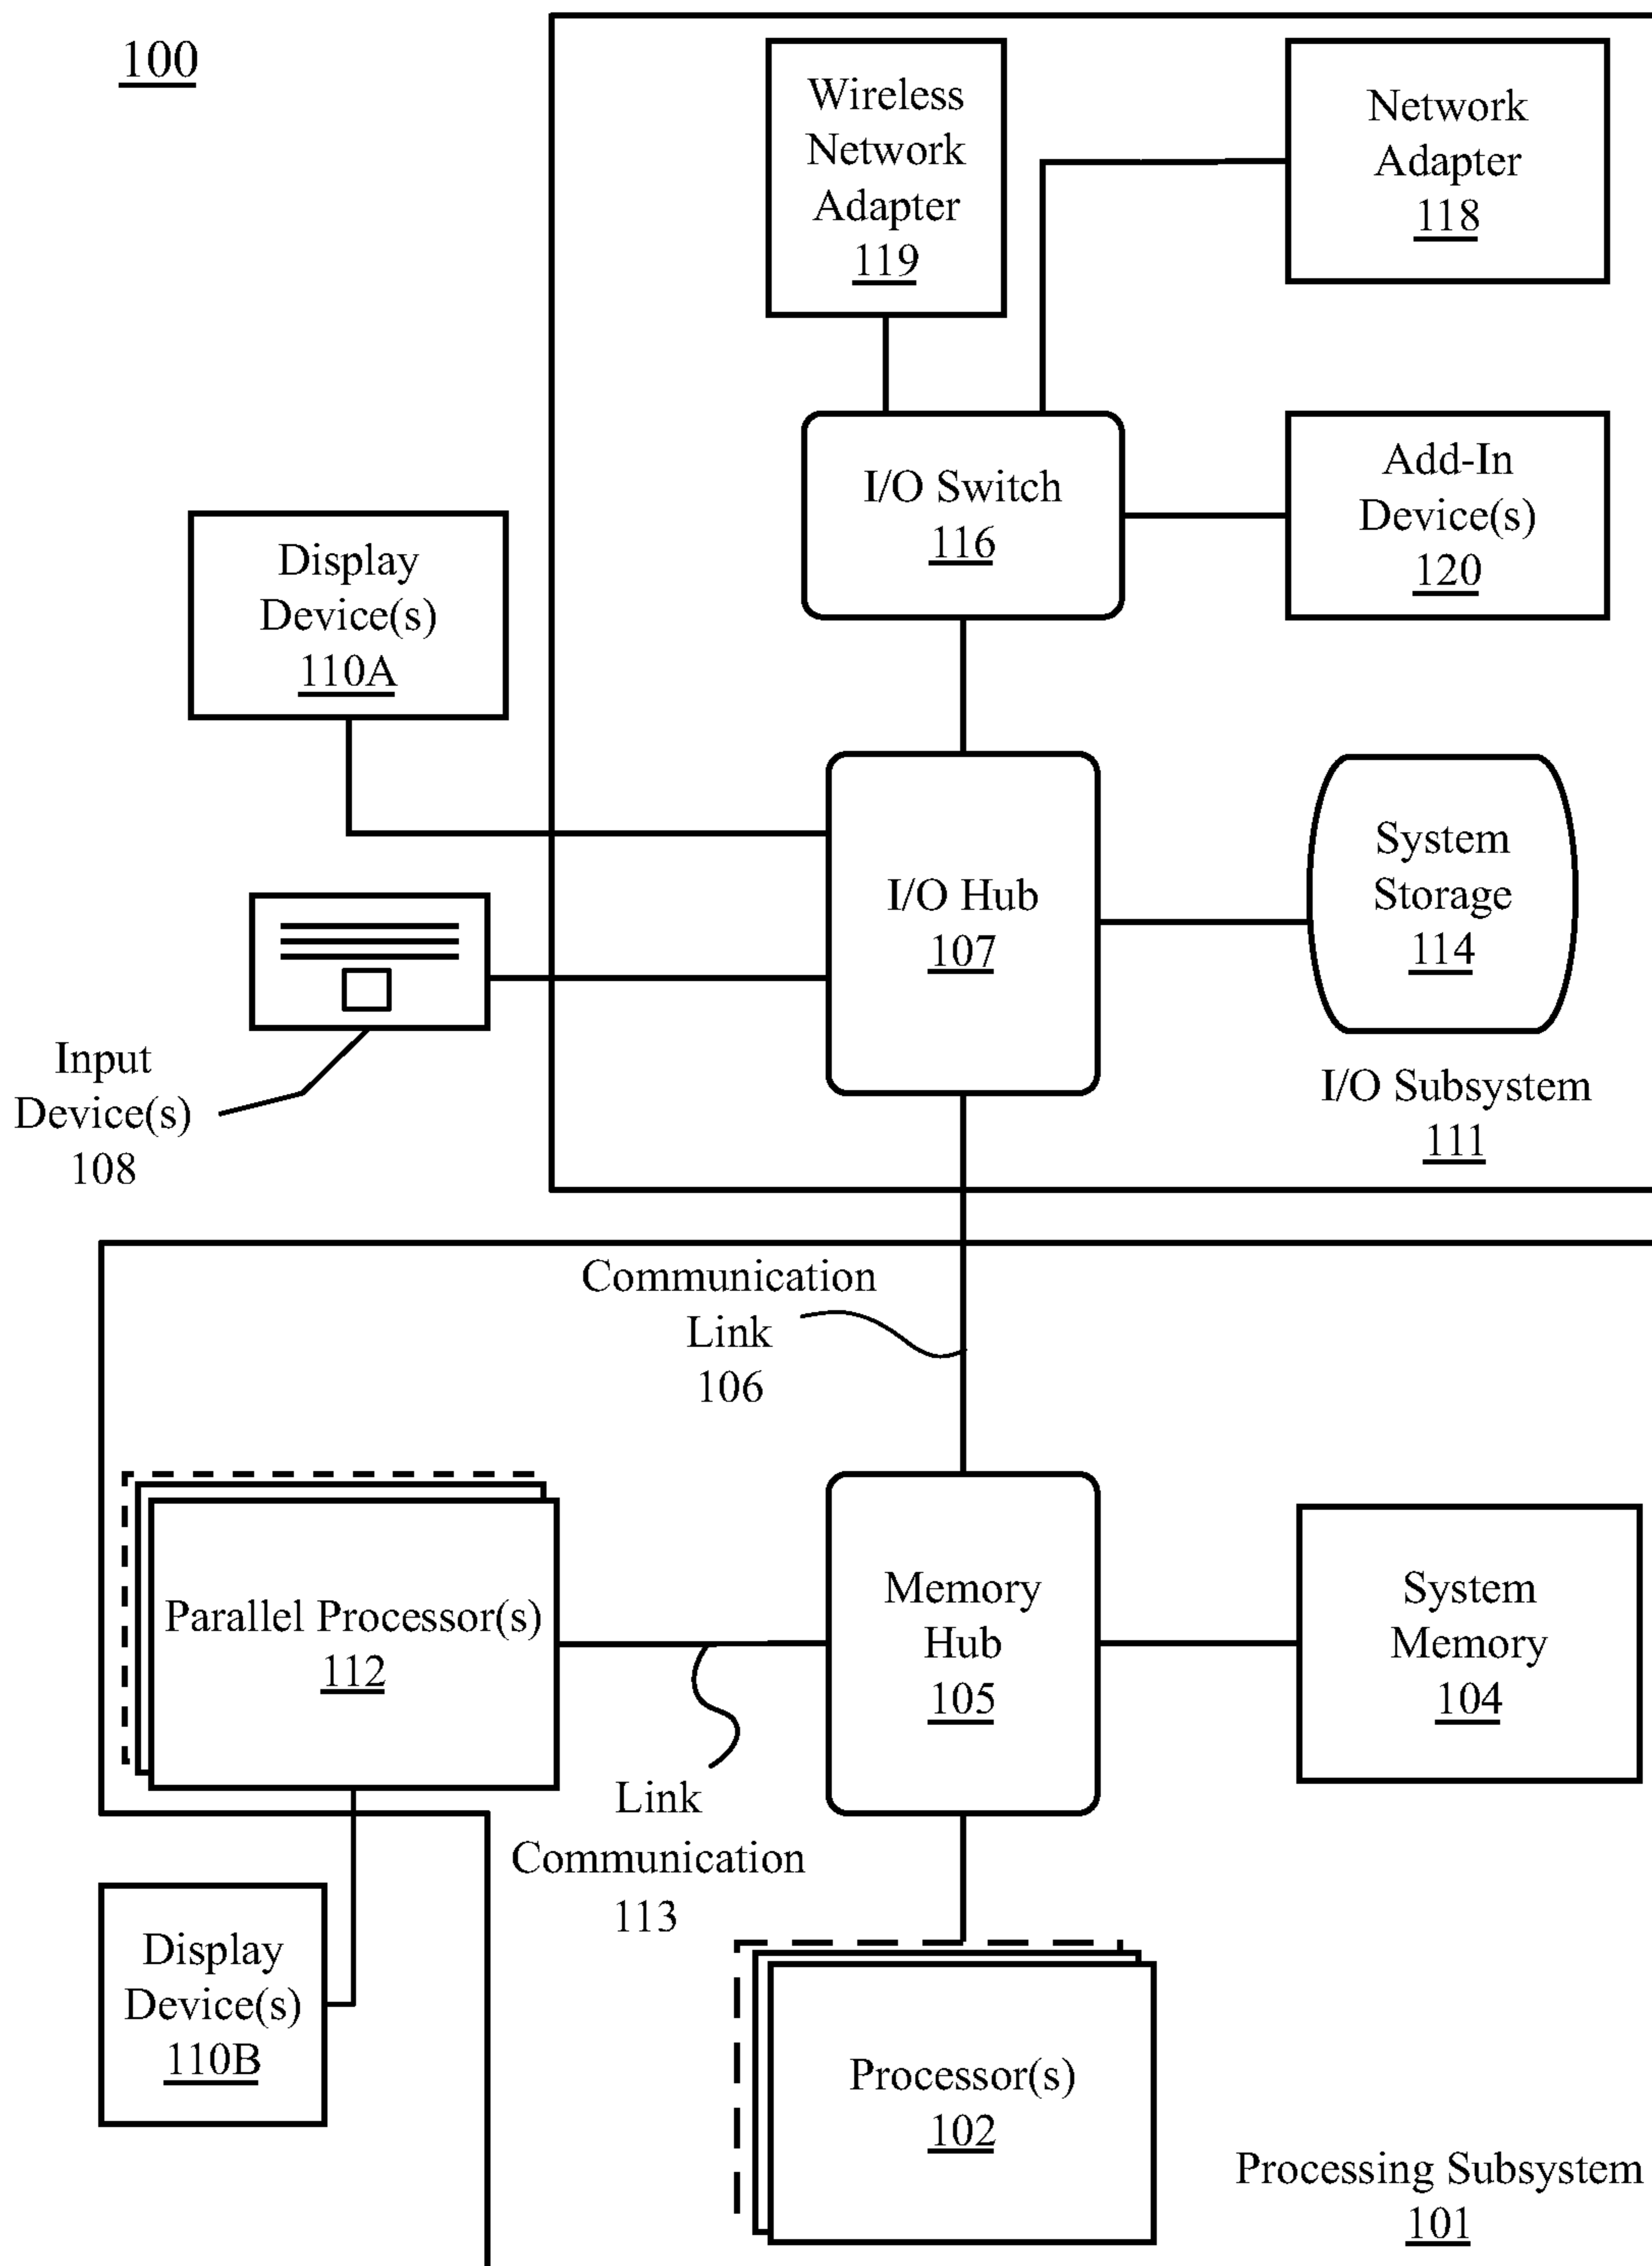 100
Wireless
Network
Adapter
119
Network
Adapter
118
I/O Switch
116
Add-In
Device(s)
120
Display
Device(s)
110A
I/O Hub
107
System
Storage
114
Input
Device(s)
108
I/O Subsystem
111
Communication
Link
106
Parallel Processor(s)
112
Memory
Hub
105
System
Memory
104
Link
Communication
113
Display
Device(s)
110B
Processor(s)
102
Processing Subsystem
101